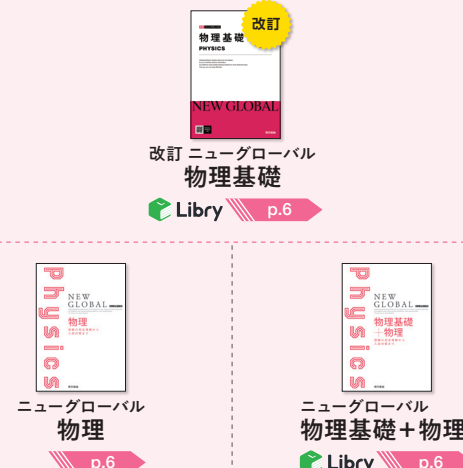 改訂
物理基礎
PHYSICS
NEW GLOBAL
改訂 ニューグローバル
物理基礎
Libry
p.6
Physics
NEW
GLOBAL
物理
ニューグローバル
物理
p.6
Physics
NEW
GLOBAL
物理基礎
+物理
ニューグローバル
物理基礎+物理
Libry
p.6